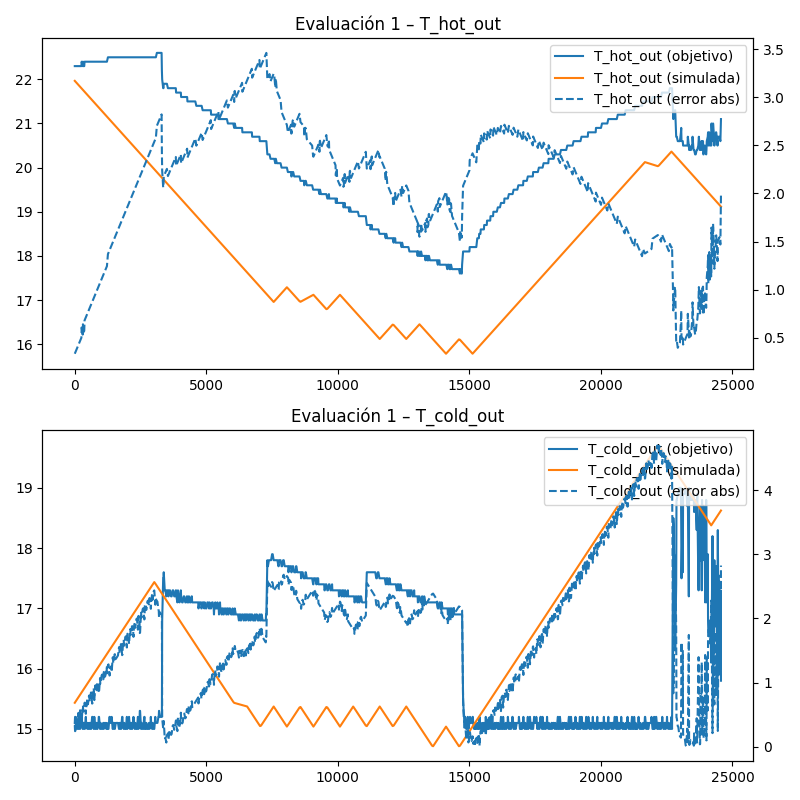 Evaluación 1 – T_hot_out
T_hot_out (objetivo)
T_hot_out (simulada)
T_hot_out (error abs)
22
21
20
19
18
17
16
3.5
3.0
2.5
2.0
1.5
1.0
0.5
0 5000 10000 15000 20000 25000
Evaluación 1 – T_cold_out
T_cold_out (objetivo)
T_cold_out (simulada)
T_cold_out (error abs)
19
18
17
16
15
4
3
2
1
0
0 5000 10000 15000 20000 25000